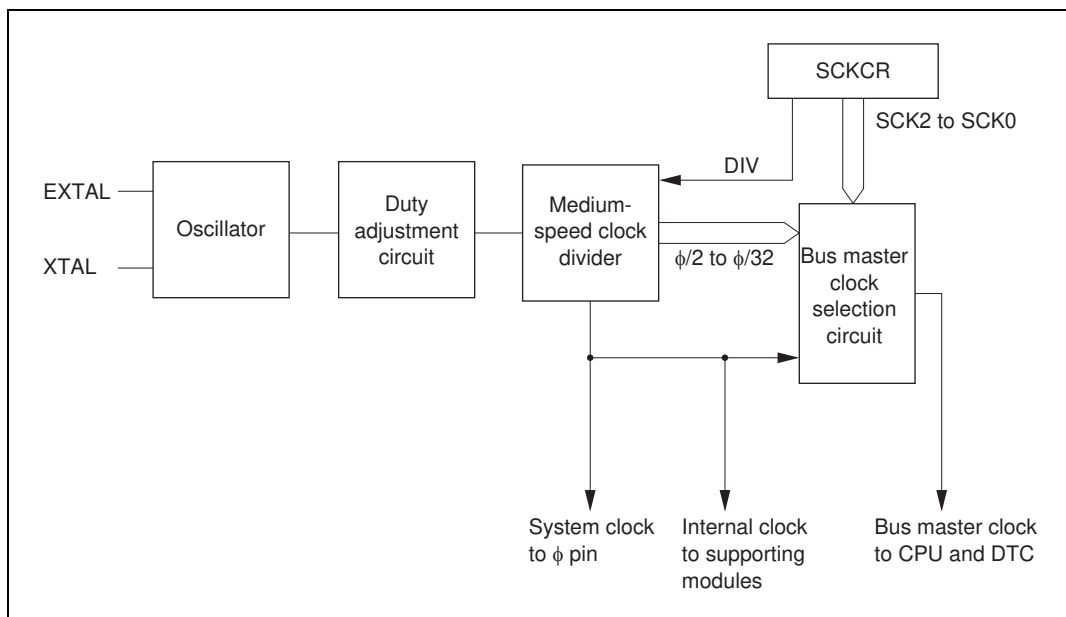 SCKCR
SCK2 to SCK0
DIV
EXTAL
XTAL
Oscillator
Duty
adjustment
circuit
Medium-
speed clock
divider
ϕ/2 to ϕ/32
Bus master
clock
selection
circuit
System clock
to ϕ pin
Internal clock
to supporting
modules
Bus master clock
to CPU and DTC